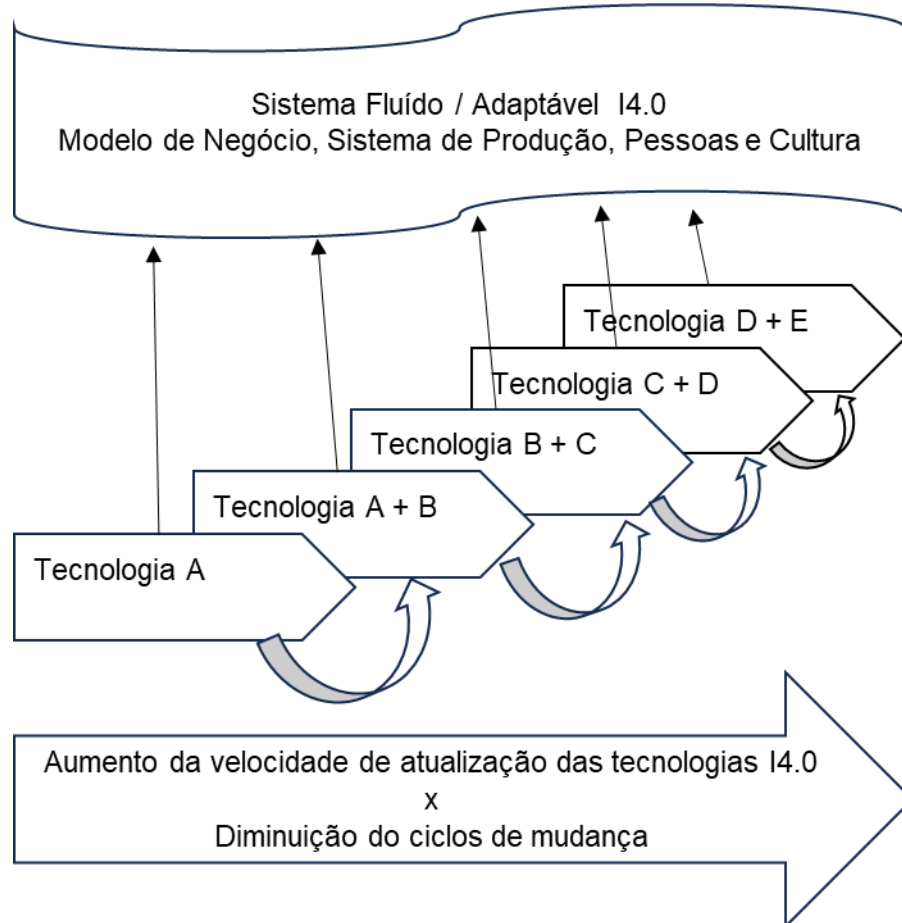 Sistema Fluído / Adaptável I4.0
Modelo de Negócio, Sistema de Produção, Pessoas e Cultura
Tecnologia D + E
Tecnologia C + D
Tecnologia B + C
Tecnologia A + B
Tecnologia A
Aumento da velocidade de atualização das tecnologias I4.0
x
Diminuição do ciclos de mudança